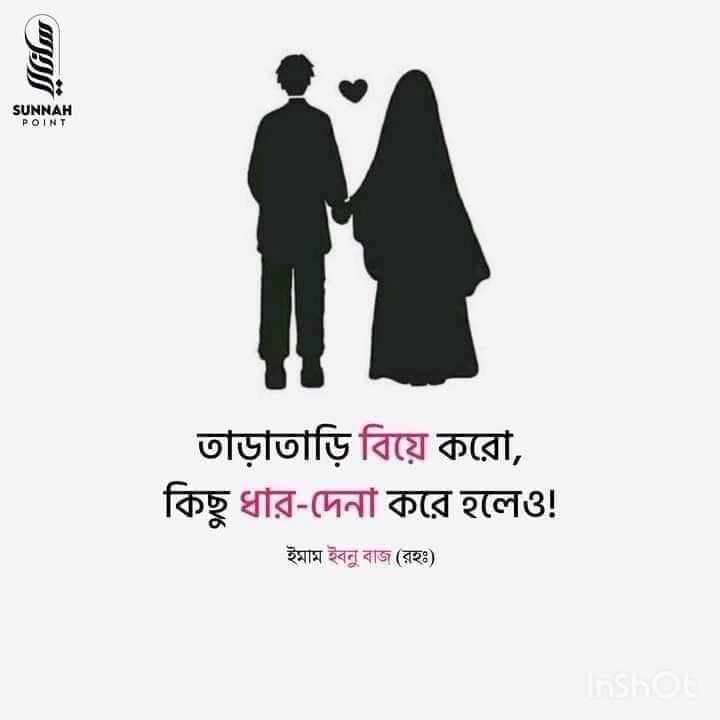 SUNNAH
POINT
তাড়াতাড়ি বিয়ে করো,
কিছু ধার-দেনা করে হলেও!
ইমাম ইবনু বাজ (রহঃ)
InShOt